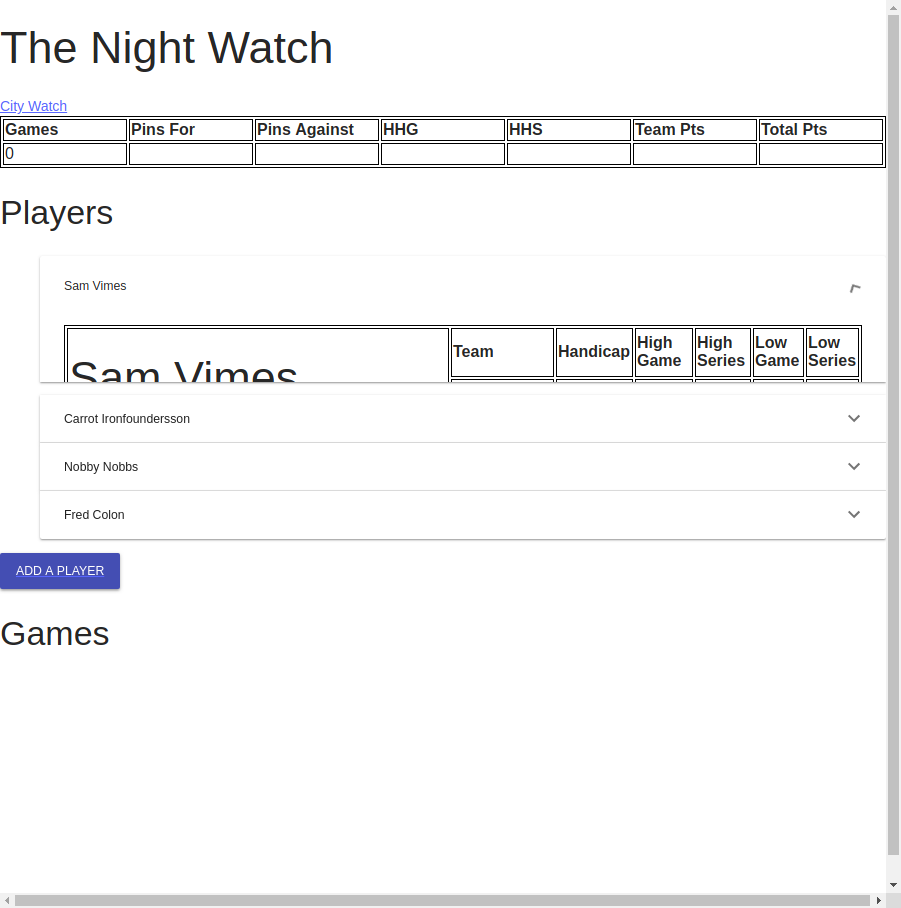 The Night Watch
City Watch
Games Pins For Pins Against HHG HHS Team Pts Total Pts
0
Players
Sam Vimes
Sam Vimes Team Handicap High Game High Series Low Game Low Series
Carrot Ironfoundersson
Nobby Nobbs
Fred Colon
ADD A PLAYER
Games